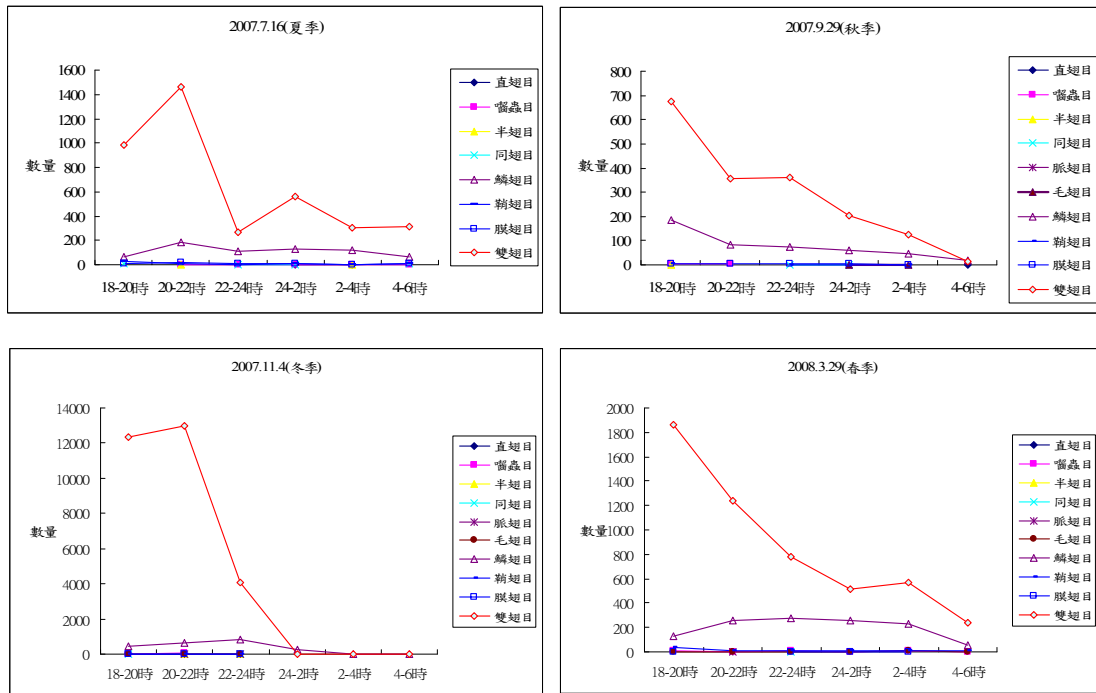 2007.7.16(夏季)
數量
1600
1400
1200
1000
800
600
400
200
0
18-20時 20-22時 22-24時 24-2時 2-4時 4-6時
直翅目
嚙蟲目
半翅目
同翅目
鱗翅目
鞘翅目
膜翅目
雙翅目
2007.9.29(秋季)
數量
800
700
600
500
400
300
200
100
0
18-20時 20-22時 22-24時 24-2時 2-4時 4-6時
直翅目
嚙蟲目
半翅目
同翅目
脈翅目
毛翅目
鱗翅目
鞘翅目
膜翅目
雙翅目
2007.11.4(冬季)
數量
14000
12000
10000
8000
6000
4000
2000
0
18-20時 20-22時 22-24時 24-2時 2-4時 4-6時
直翅目
嚙蟲目
半翅目
同翅目
脈翅目
毛翅目
鱗翅目
鞘翅目
膜翅目
雙翅目
2008.3.29(春季)
數量
2000
1800
1600
1400
1200
1000
800
600
400
200
0
18-20時 20-22時 22-24時 24-2時 2-4時 4-6時
直翅目
嚙蟲目
半翅目
同翅目
脈翅目
毛翅目
鱗翅目
鞘翅目
膜翅目
雙翅目